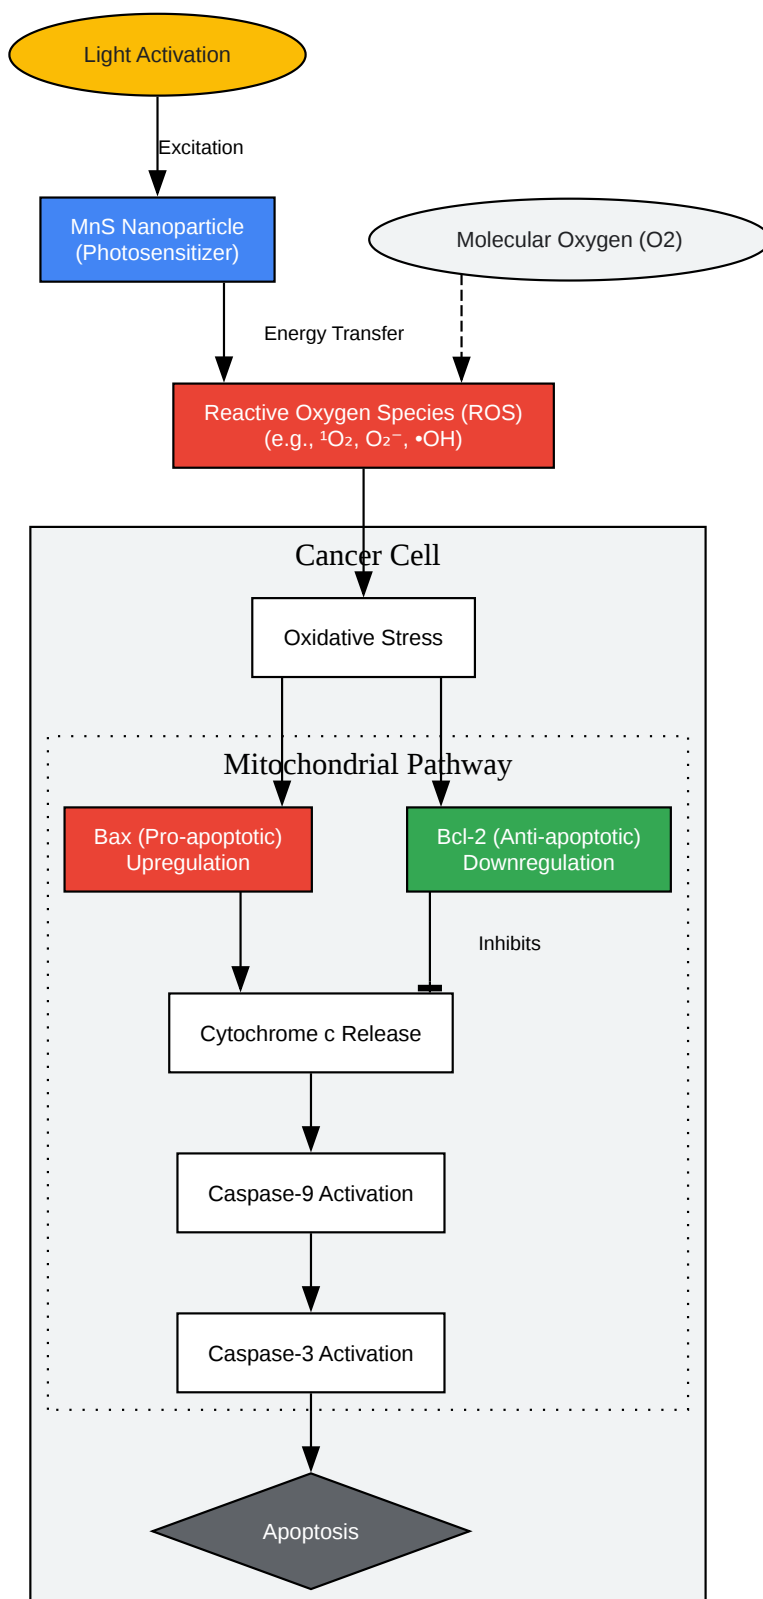 Light Activation
Excitation
MnS Nanoparticle
(Photosensitizer)
Molecular Oxygen (O2)
Energy Transfer
Reactive Oxygen Species (ROS)
(e.g., ¹O₂, O₂⁻, •OH)
Cancer Cell
Oxidative Stress
Mitochondrial Pathway
Bax (Pro-apoptotic)
Upregulation
Bcl-2 (Anti-apoptotic)
Downregulation
Inhibits
Cytochrome c Release
Caspase-9 Activation
Caspase-3 Activation
Apoptosis